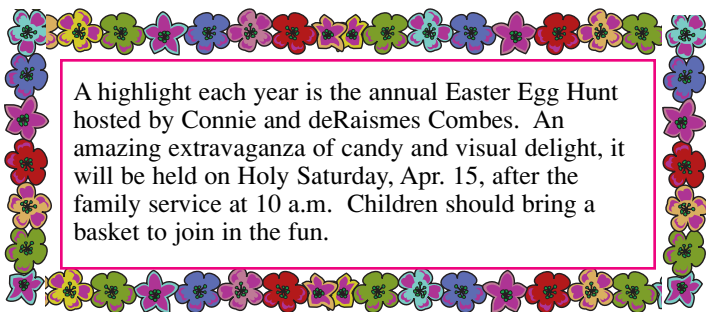 A highlight each year is the annual Easter Egg Hunt
hosted by Connie and deRaismes Combes.  An
amazing extravaganza of candy and visual delight, it
will be held on Holy Saturday, Apr. 15, after the
family service at 10 a.m.  Children should bring a
basket to join in the fun.